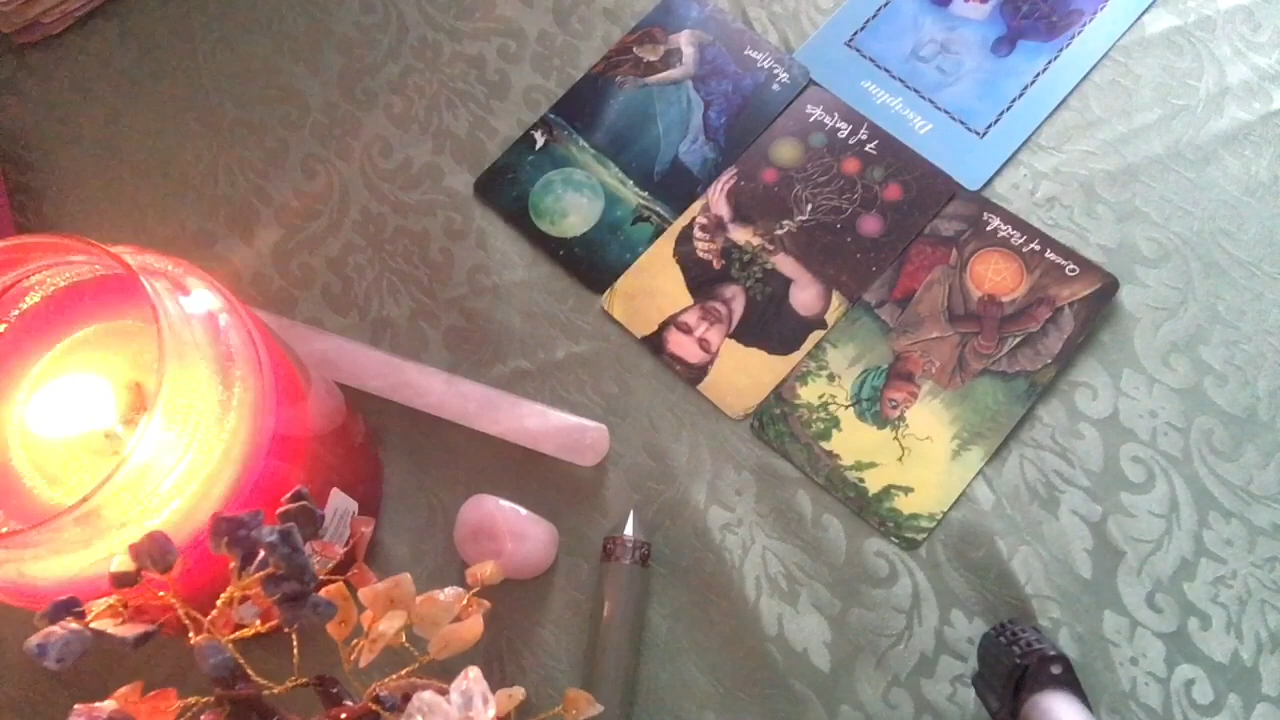 the Moon
7 of Pentacles
Discipline
Queen of Pentacles